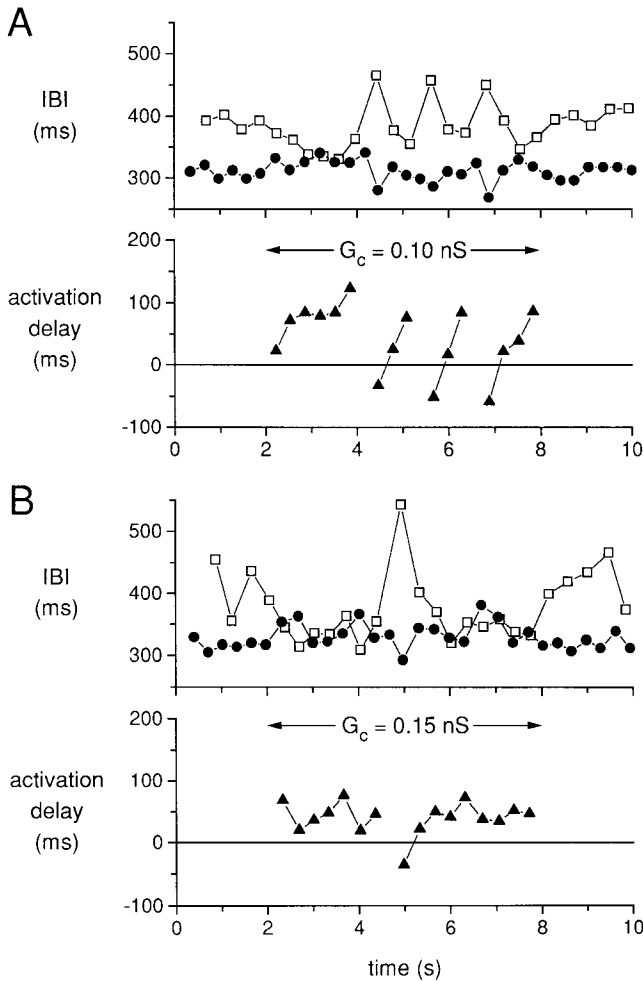 A
500
400
300
IBI
(ms)
200
100
0
-100
activation
delay
(ms)
G_c = 0.10 nS
0 2 4 6 8 10
B
500
400
300
IBI
(ms)
200
100
0
-100
activation
delay
(ms)
G_c = 0.15 nS
0 2 4 6 8 10
time (s)